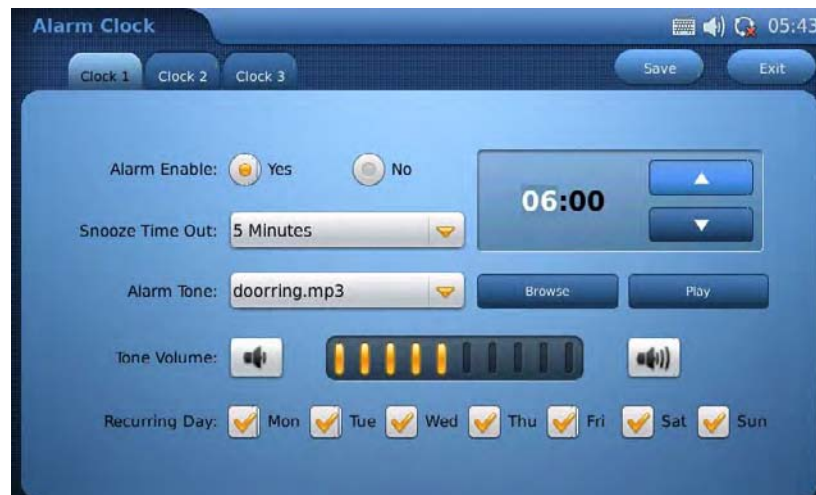 Alarm Clock 05:43
Clock 1 Clock 2 Clock 3 Save Exit
Alarm Enable: Yes No
06:00
Snooze Time Out: 5 Minutes
Alarm Tone: doorring.mp3 Browse Play
Tone Volume:
Recurring Day: Mon Tue Wed Thu Fri Sat Sun